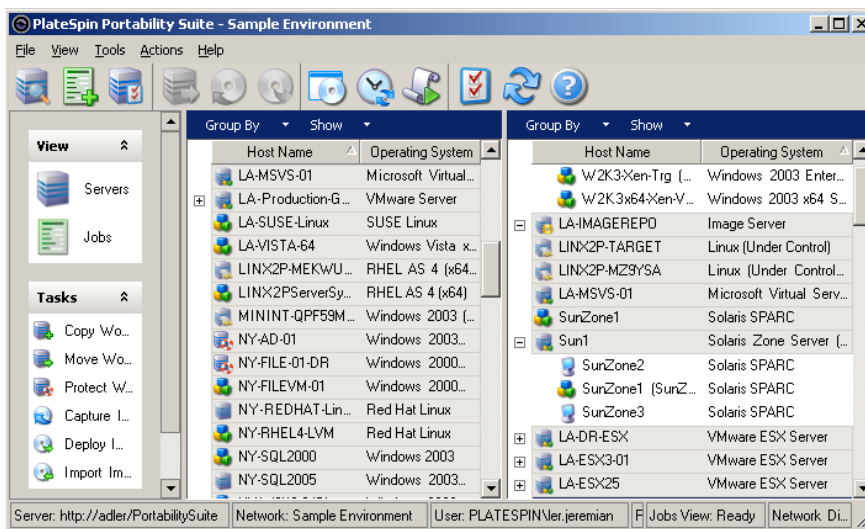 PlateSpin Portability Suite - Sample Environment
File View Tools Actions Help
View
Servers
Jobs
Tasks
Copy Wo...
Move Wo...
Protect W...
Capture I...
Deploy I...
Import Im...
Group By Show
Host Name Operating System
LA-MSVS-01 Microsoft Virtual...
LA-Production-G... VMware Server
LA-SUSE-Linux SUSE Linux
LA-VISTA-64 Windows Vista x...
LINX2P-MEKWU... RHEL AS 4 (x64...
LINX2PServerSy... RHEL AS 4 (x64)
MININT-QPF59M... Windows 2003 (...
NY-AD-01 Windows 2003...
NY-FILE-01-DR Windows 2000...
NY-FILEVM-01 Windows 2000...
NY-REDHAT-Lin... Red Hat Linux
NY-RHEL4-LVM Red Hat Linux
NY-SQL2000 Windows 2003
NY-SQL2005 Windows 2003...
Group By Show
Host Name Operating System
W2K3-Xen-Trg (... Windows 2003 Enter...
W2K3x64-Xen-V... Windows 2003 x64 S...
LA-IMAGEREPO Image Server
LINX2P-TARGET Linux (Under Control)
LINX2P-MZ9YSA Linux (Under Control...
LA-MSVS-01 Microsoft Virtual Serv...
SunZone1 Solaris SPARC
Sun1 Solaris Zone Server (...
SunZone2 Solaris SPARC
SunZone1 (SunZ... Solaris SPARC
SunZone3 Solaris SPARC
LA-DR-ESX VMware ESX Server
LA-ESX3-01 VMware ESX Server
LA-ESX25 VMware ESX Server
Server: http://adler/PortabilitySuite Network: Sample Environment User: PLATESPIN\ler.jeremian F Jobs View: Ready Network Di...